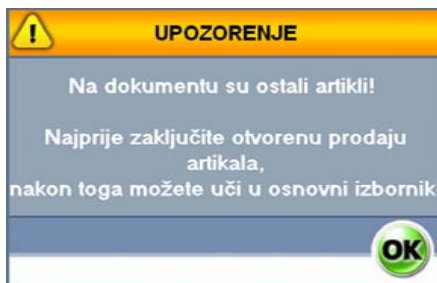 UPOZORENJE
Na dokumentu su ostali artikli!
Najprije zaključite otvorenu prodaju
artikala,
nakon toga možete uči u osnovni izbornik
OK